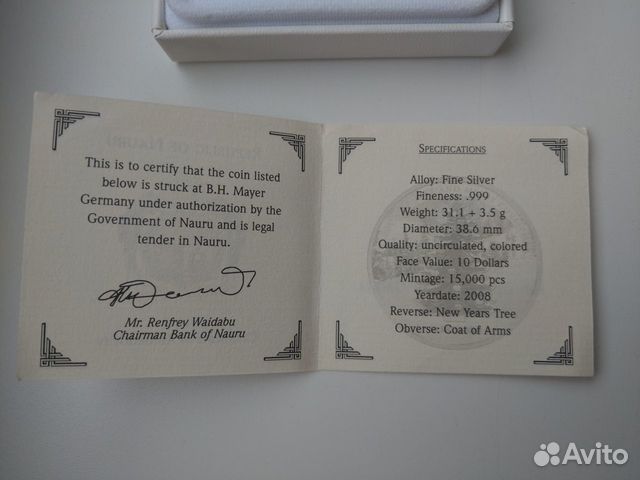 This is to certify that the coin listed
below is struck at B.H. Mayer
Germany under authorization by the
Government of Nauru and is legal
tender in Nauru.
Mr. Renfrey Waidabu
Chairman Bank of Nauru
SPECIFICATIONS
Alloy: Fine Silver
Fineness: .999
Weight: 31.1 + 3.5 g
Diameter: 38.6 mm
Quality: uncirculated, colored
Face Value: 10 Dollars
Mintage: 15,000 pcs
Yeardate: 2008
Reverse: New Years Tree
Obverse: Coat of Arms
Avito